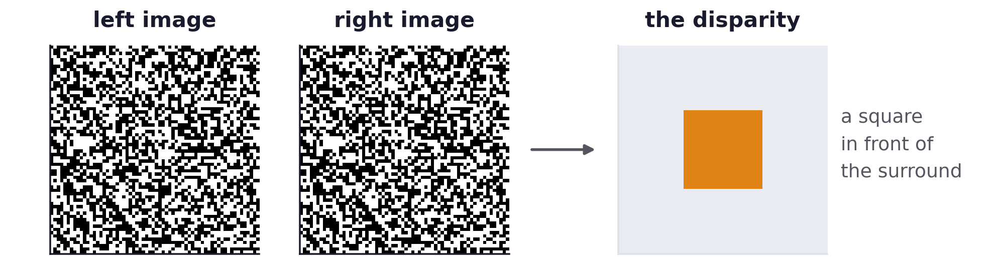 left image
right image
the disparity
a square
in front of
the surround